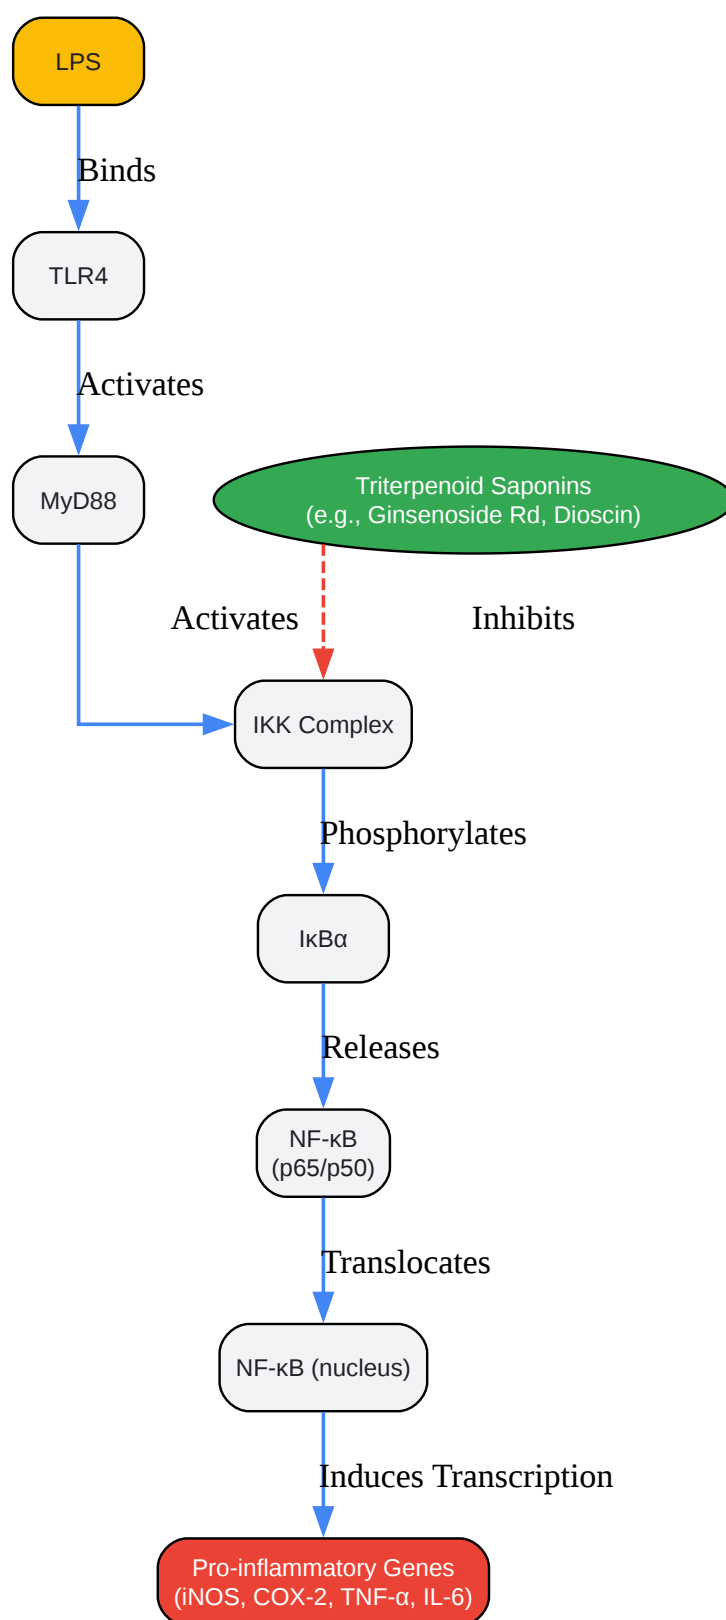 LPS
Binds
TLR4
Activates
MyD88
Triterpenoid Saponins
(e.g., Ginsenoside Rd, Dioscin)
Activates
Inhibits
IKK Complex
Phosphorylates
IκBα
Releases
NF-κB
(p65/p50)
Translocates
NF-κB (nucleus)
Induces Transcription
Pro-inflammatory Genes
(iNOS, COX-2, TNF-α, IL-6)